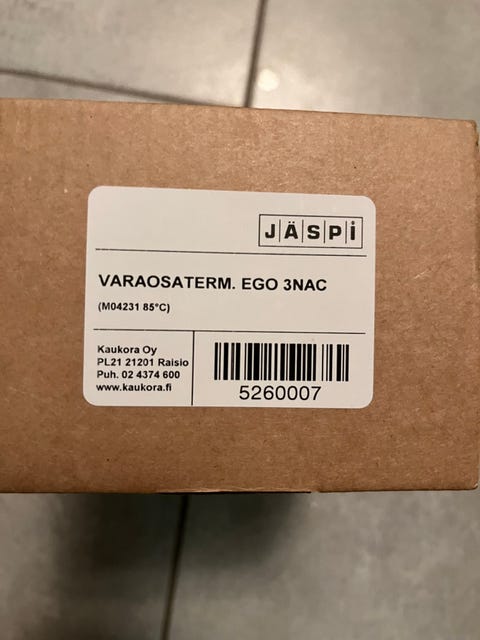 JÄSPİ
VARAOSATERM. EGO 3NAC
(M04231 85°C)
Kaukora Oy
PL21 21201 Raisio
Puh. 02 4374 600
www.kaukora.fi
5260007